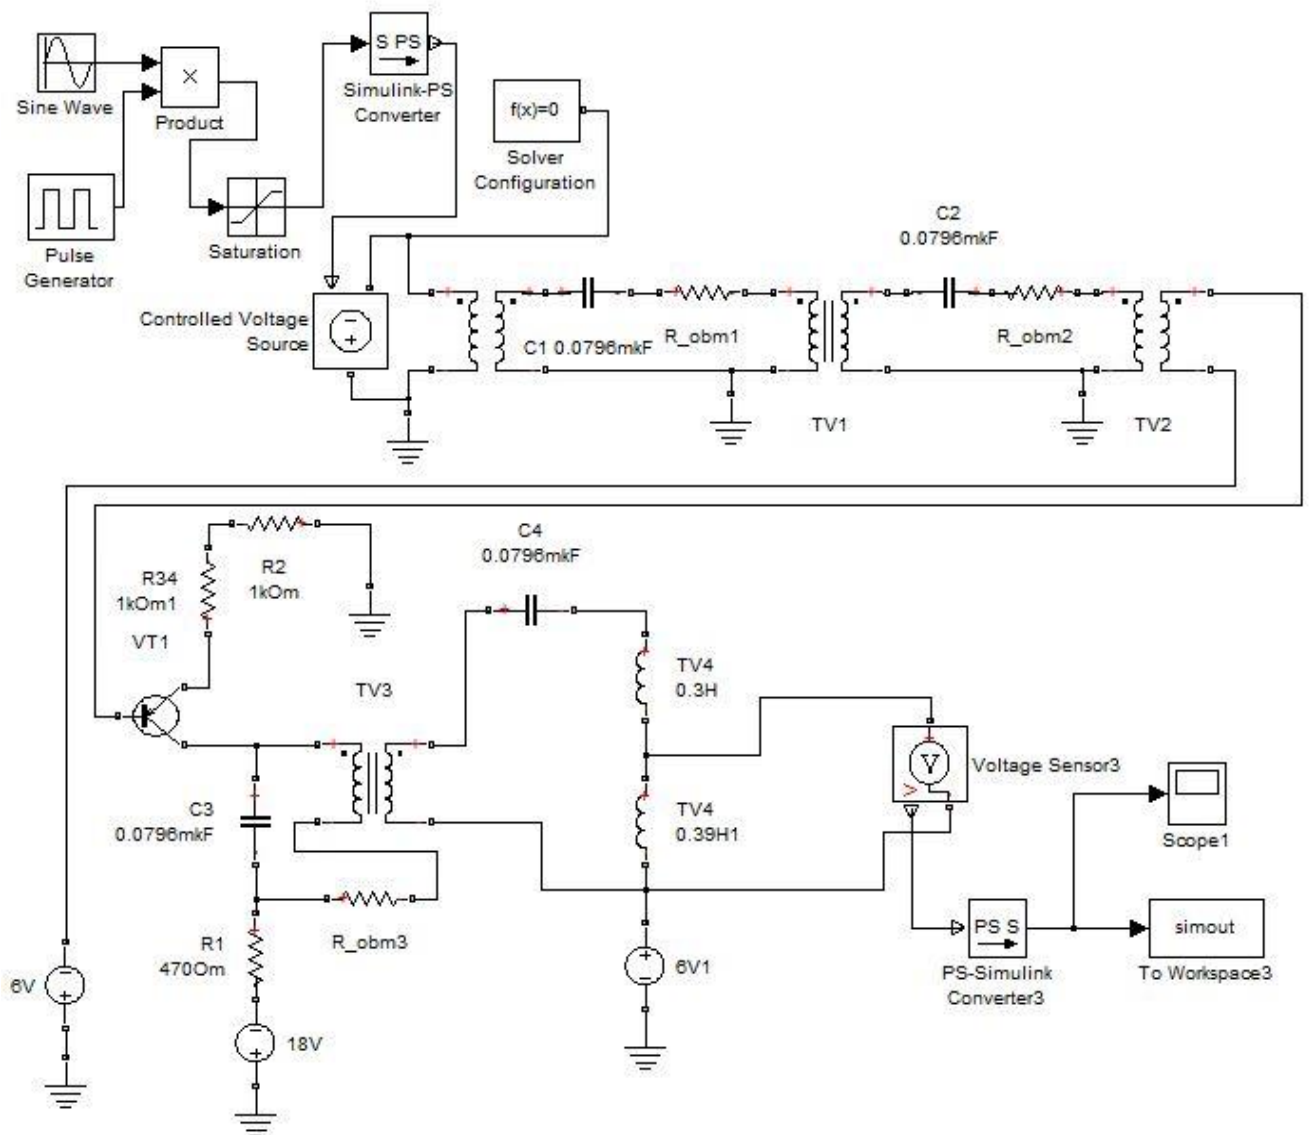 S PS
Simulink-PS
Converter
Sine Wave
×
Product
f(x)=0
Solver
Configuration
Pulse
Generator
Saturation
C2
0.0796mkF
Controlled Voltage
Source
C1 0.0796mkF
R_obm1
R_obm2
TV1
TV2
C4
0.0796mkF
R34
1kOm1
R2
1kOm
VT1
TV3
TV4
0.3H
V
Voltage Sensor3
TV4
0.39H1
C3
0.0796mkF
Scope1
R1
470Om
R_obm3
PS S
simout
6V1
PS-Simulink
Converter3
To Workspace3
6V
18V